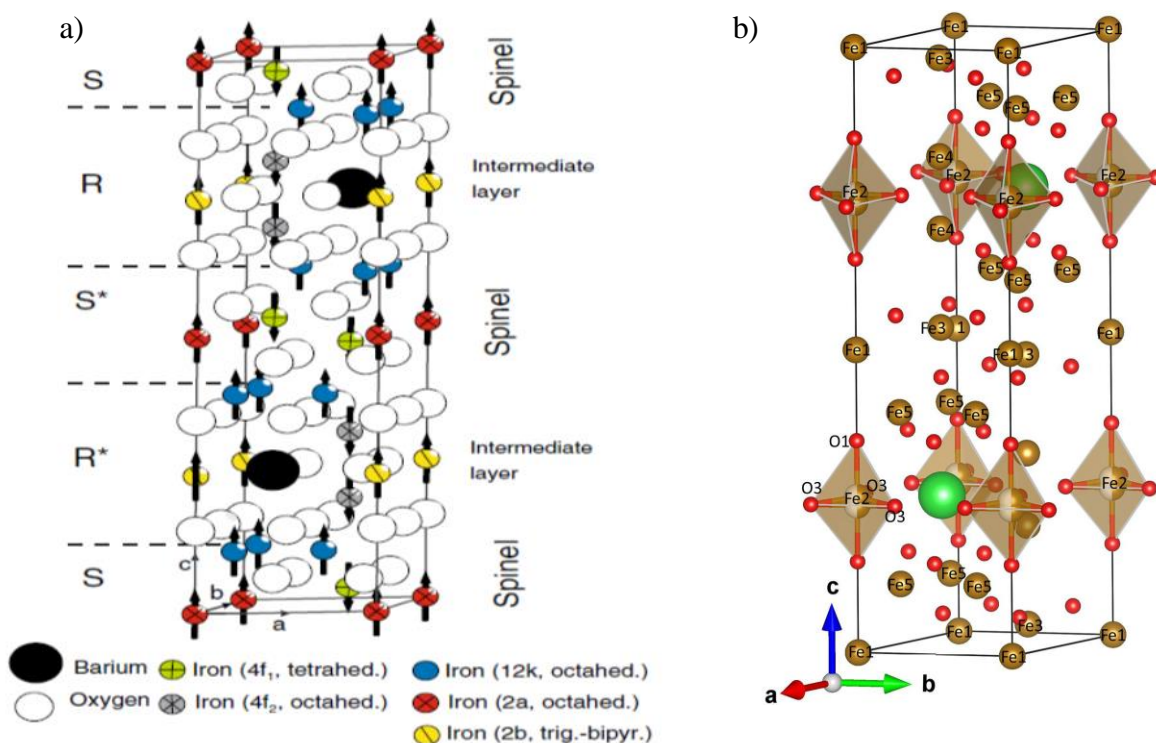 a)
S
Spinel
R
Intermediate
layer
S*
Spinel
R*
Intermediate
layer
S
Spinel
c
b
a
Barium
Iron (4f₁, tetrahed.)
Iron (12k, octahed.)
Oxygen
Iron (4f₂, octahed.)
Iron (2a, octahed.)
Iron (2b, trig.-bipyr.)
b)
Fe1
Fe1
Fe1
Fe1
Fe3
Fe5
Fe5
Fe5
Fe4
Fe2
Fe2
Fe2
Fe2
Fe4
Fe5
Fe5
Fe5
Fe3
1
Fe1
Fe1
Fe1
3
Fe5
Fe5
Fe5
O1
O3
O3
Fe2
O3
Fe2
Fe5
Fe5
Fe5
Fe3
Fe1
Fe1
Fe1
Fe1
c
a
b